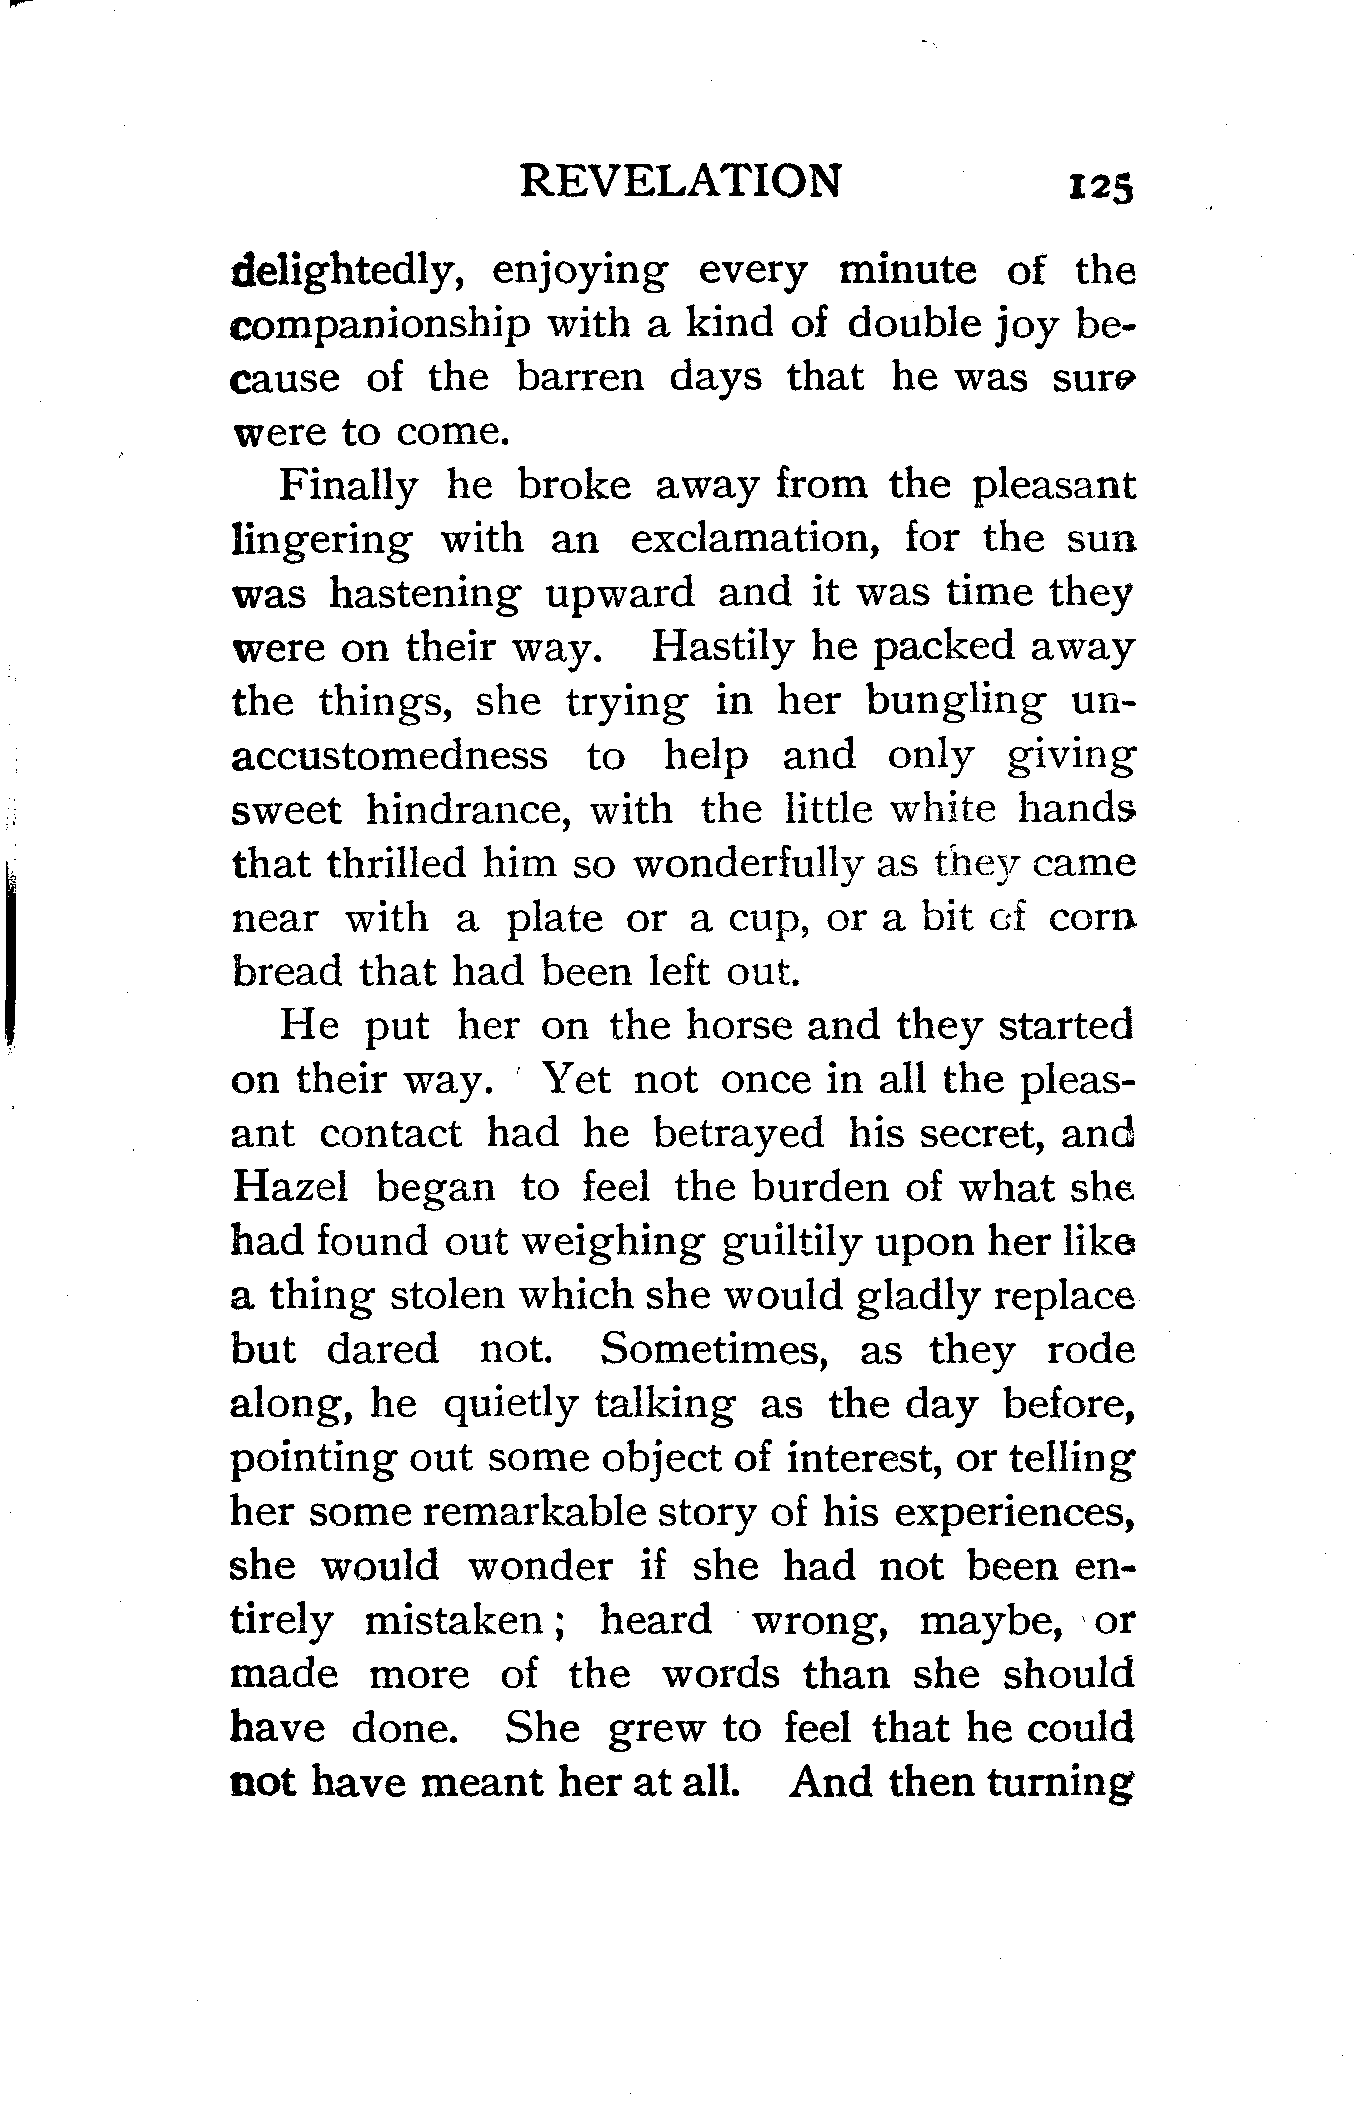 REVELATION 125
delightedly, enjoying every minute of the
companionship with a kind of double joy be-
cause of the barren days that he was sure
were to come.
Finally he broke away from the pleasant
lingering with an exclamation, for the sun
was hastening upward and it was time they
were on their way. Hastily he packed away
the things, she trying in her bungling un-
accustomedness to help and only giving
sweet hindrance, with the little white hands
that thrilled him so wonderfully as they came
near with a plate or a cup, or a bit of corn
bread that had been left out.
He put her on the horse and they started
on their way. Yet not once in all the pleas-
ant contact had he betrayed his secret, and
Hazel began to feel the burden of what she
had found out weighing guiltily upon her like
a thing stolen which she would gladly replace
but dared not. Sometimes, as they rode
along, he quietly talking as the day before,
pointing out some object of interest, or telling
her some remarkable story of his experiences,
she would wonder if she had not been en-
tirely mistaken; heard wrong, maybe, or
made more of the words than she should
have done. She grew to feel that he could
not have meant her at all. And then turning